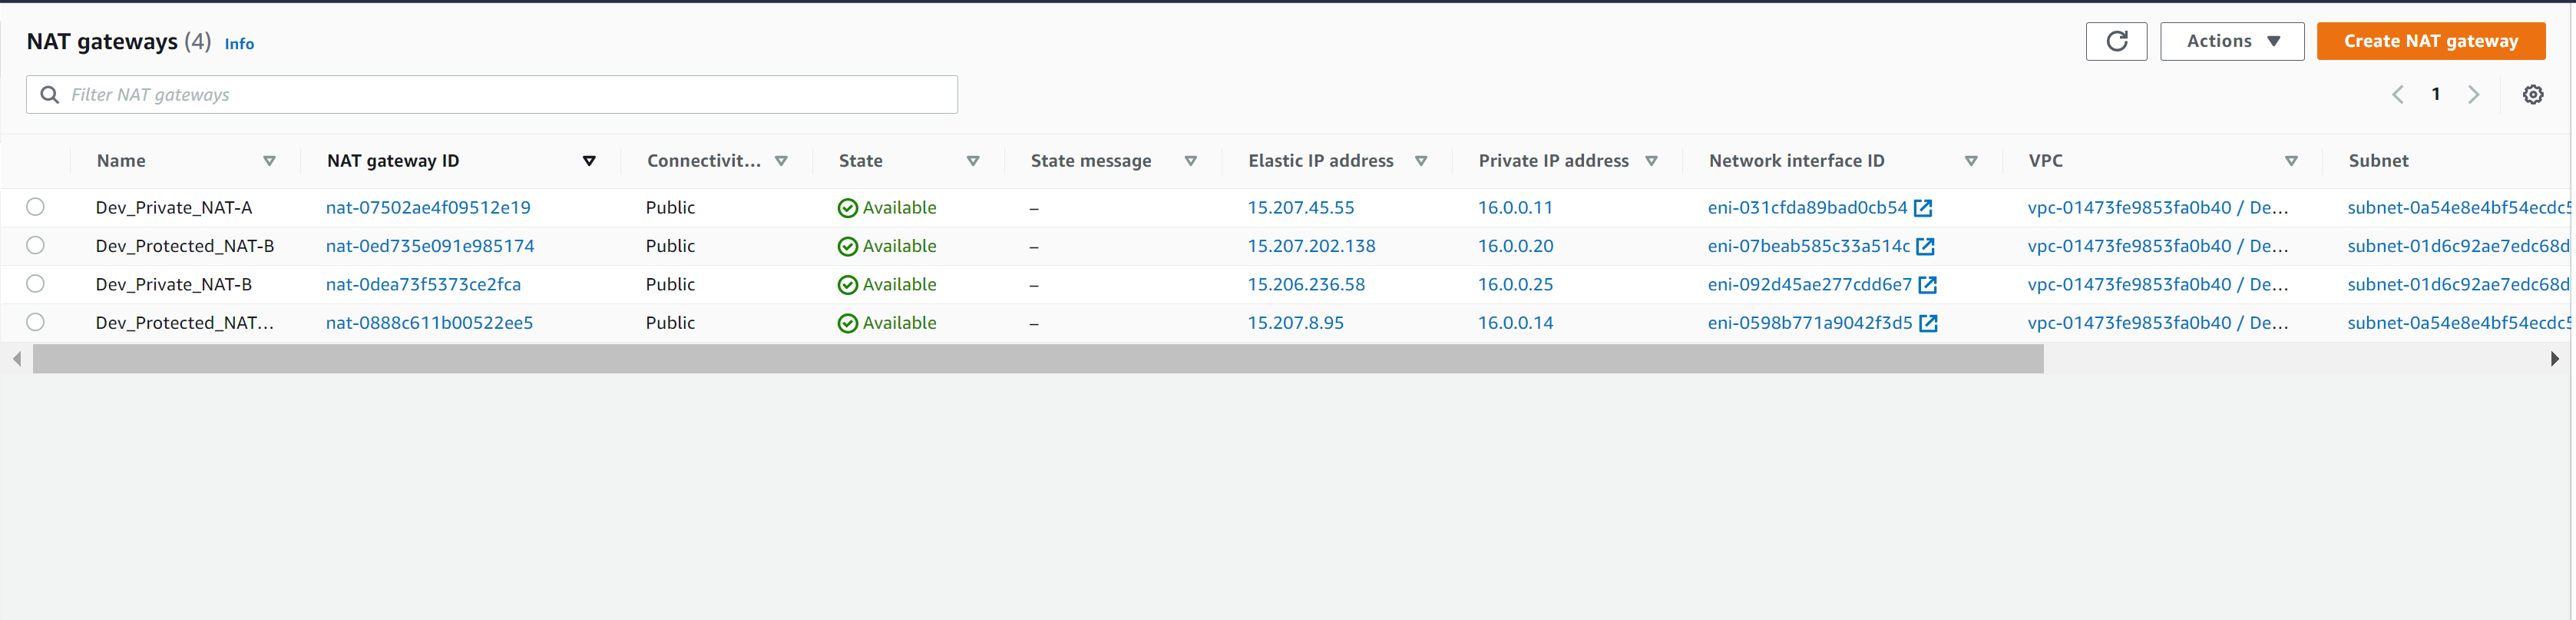 NAT gateways (4) Info
Actions
Create NAT gateway
Filter NAT gateways
1
Name NAT gateway ID Connectivit... State State message Elastic IP address Private IP address Network interface ID VPC Subnet
Dev_Private_NAT-A nat-07502ae4f09512e19 Public Available – 15.207.45.55 16.0.0.11 eni-031cfda89bad0cb54 vpc-01473fe9853fa0b40 / De... subnet-0a54e8e4bf54ecdc5
Dev_Protected_NAT-B nat-0ed735e091e985174 Public Available – 15.207.202.138 16.0.0.20 eni-07beab585c33a514c vpc-01473fe9853fa0b40 / De... subnet-01d6c92ae7edc68d
Dev_Private_NAT-B nat-0dea73f5373ce2fca Public Available – 15.206.236.58 16.0.0.25 eni-092d45ae277cdd6e7 vpc-01473fe9853fa0b40 / De... subnet-01d6c92ae7edc68d
Dev_Protected_NAT... nat-0888c611b00522ee5 Public Available – 15.207.8.95 16.0.0.14 eni-0598b771a9042f3d5 vpc-01473fe9853fa0b40 / De... subnet-0a54e8e4bf54ecdc5